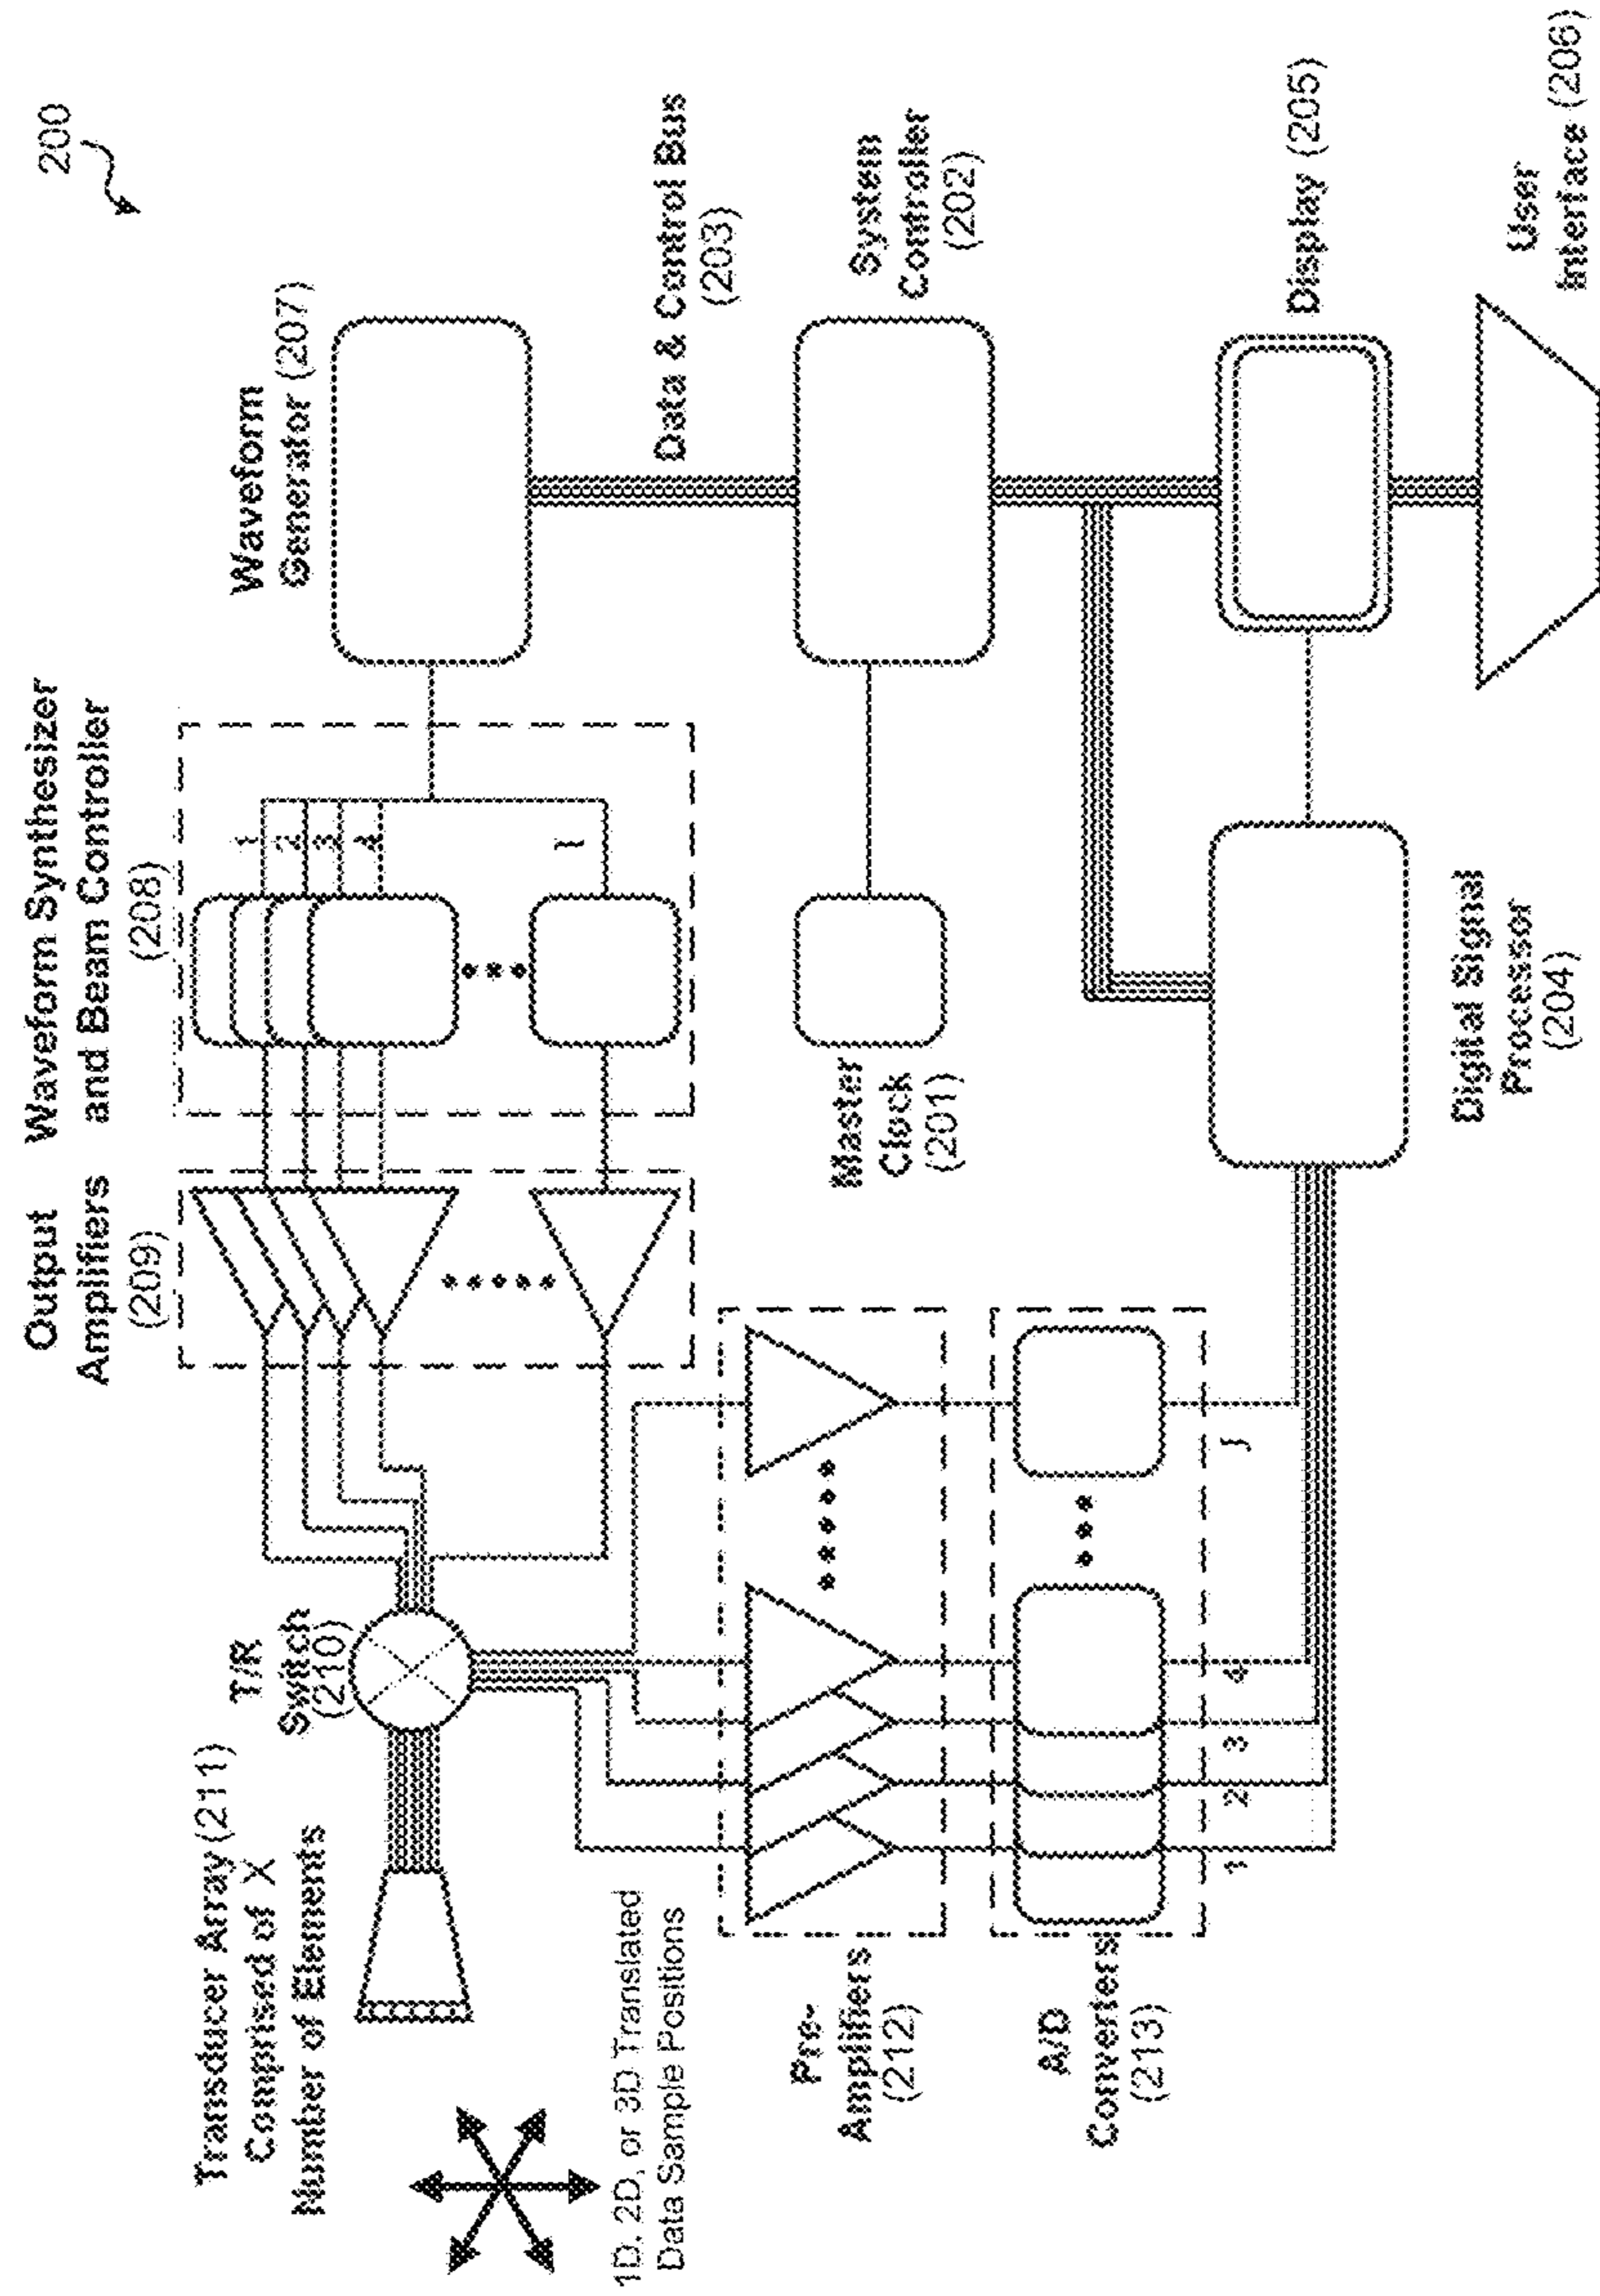 200
Transducer Array (211)
Comprised of X
Number of Elements
T/R
Switch
(210)
Output
Amplifiers
(209)
Waveform Synthesizer
and Beam Controller
(208)
Waveform
Generator (207)
1
2
3
4
1D, 2D, or 3D Translated
Data Sample Positions
Data & Control Bus
(203)
Pre-
Amplifiers
(212)
Master
Clock
(201)
System
Controller
(202)
A/D
Converters
(213)
1
2
3
4
Display (205)
Digital Signal
Processor
(204)
User
Interface (206)